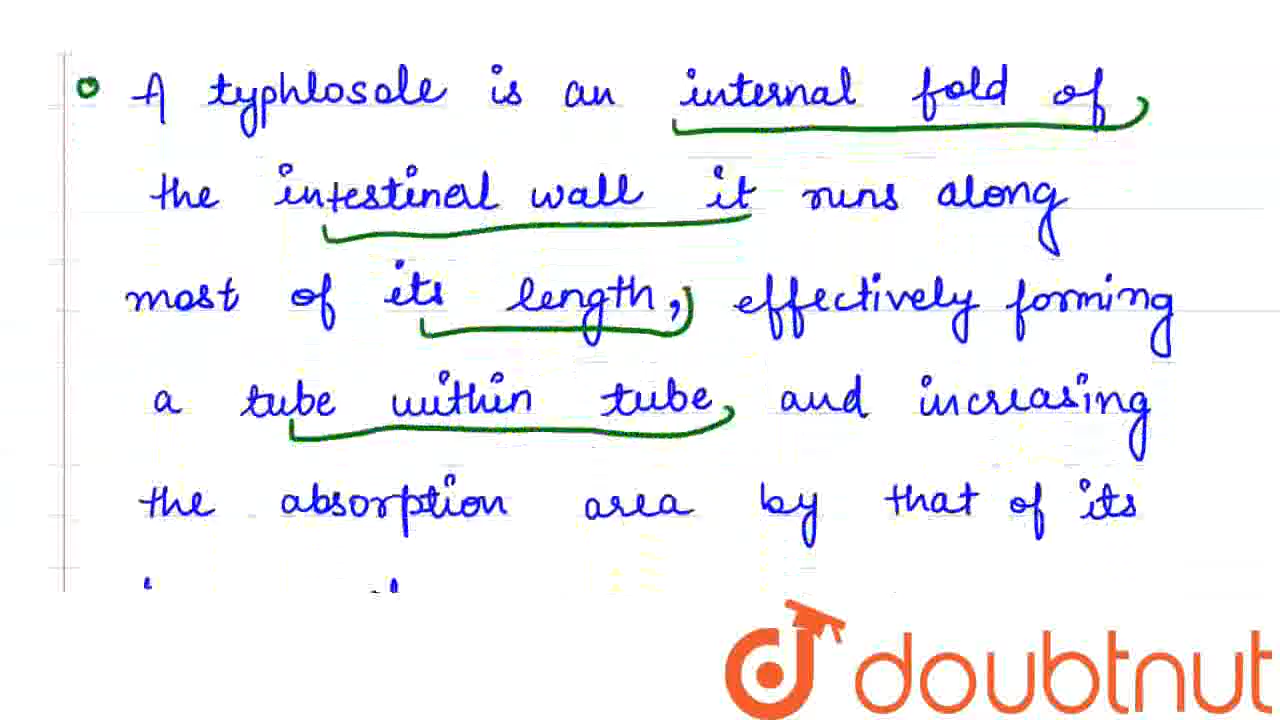 A typhlosole is an internal fold of
the intestinal wall it runs along
most of its length, effectively forming
a tube within tube, and increasing
the absorption area by that of its
doubtnut